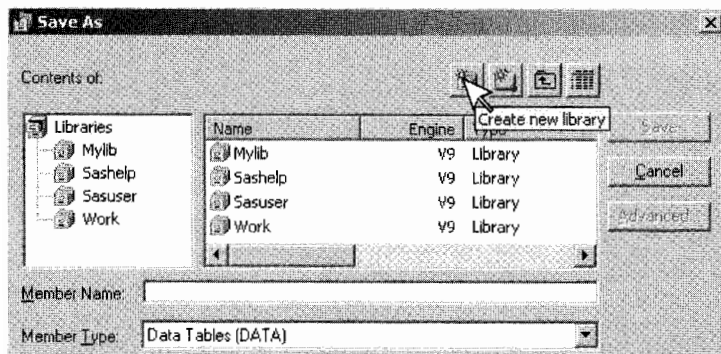 Save As
Contents of:
Create new library
Libraries
Mylib
Sashelp
Sasuser
Work
Name Engine Type
Mylib V9 Library
Sashelp V9 Library
Sasuser V9 Library
Work V9 Library
Save
Cancel
Advanced...
Member Name:
Member Type: Data Tables (DATA)